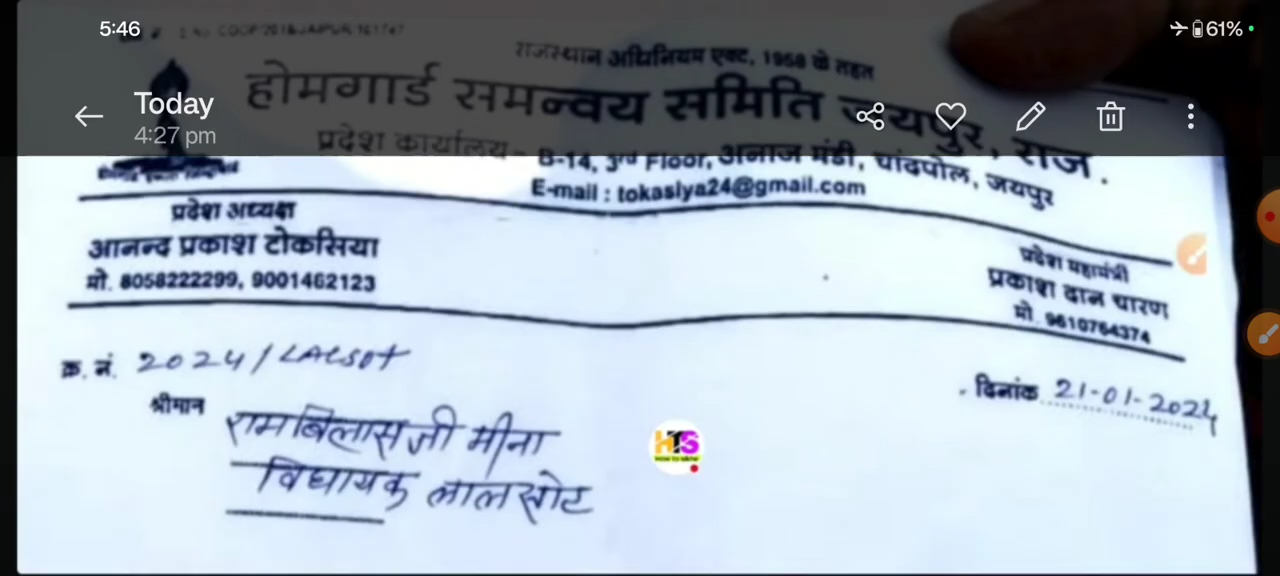 5:46
61%
राजस्थान अधिनियम एक्ट, 1958 के तहत
Today
4:27 pm
होमगार्ड समन्वय समिति जयपुर, राज.
प्रदेश कार्यालय - B-14, 3rd Floor, अनाज मंडी, चांदपोल, जयपुर
E-mail : tokasiya24@gmail.com
प्रदेश अध्यक्ष
आनन्द प्रकाश टोकसिया
मो. 8058222299, 9001462123
प्रदेश महामंत्री
प्रकाश दान चारण
मो. 9610764374
क्र. नं. 2024/LALSOT
दिनांक 21-01-2024
श्रीमान
रामबिलास जी मीना
विधायक लालसोट
HTS